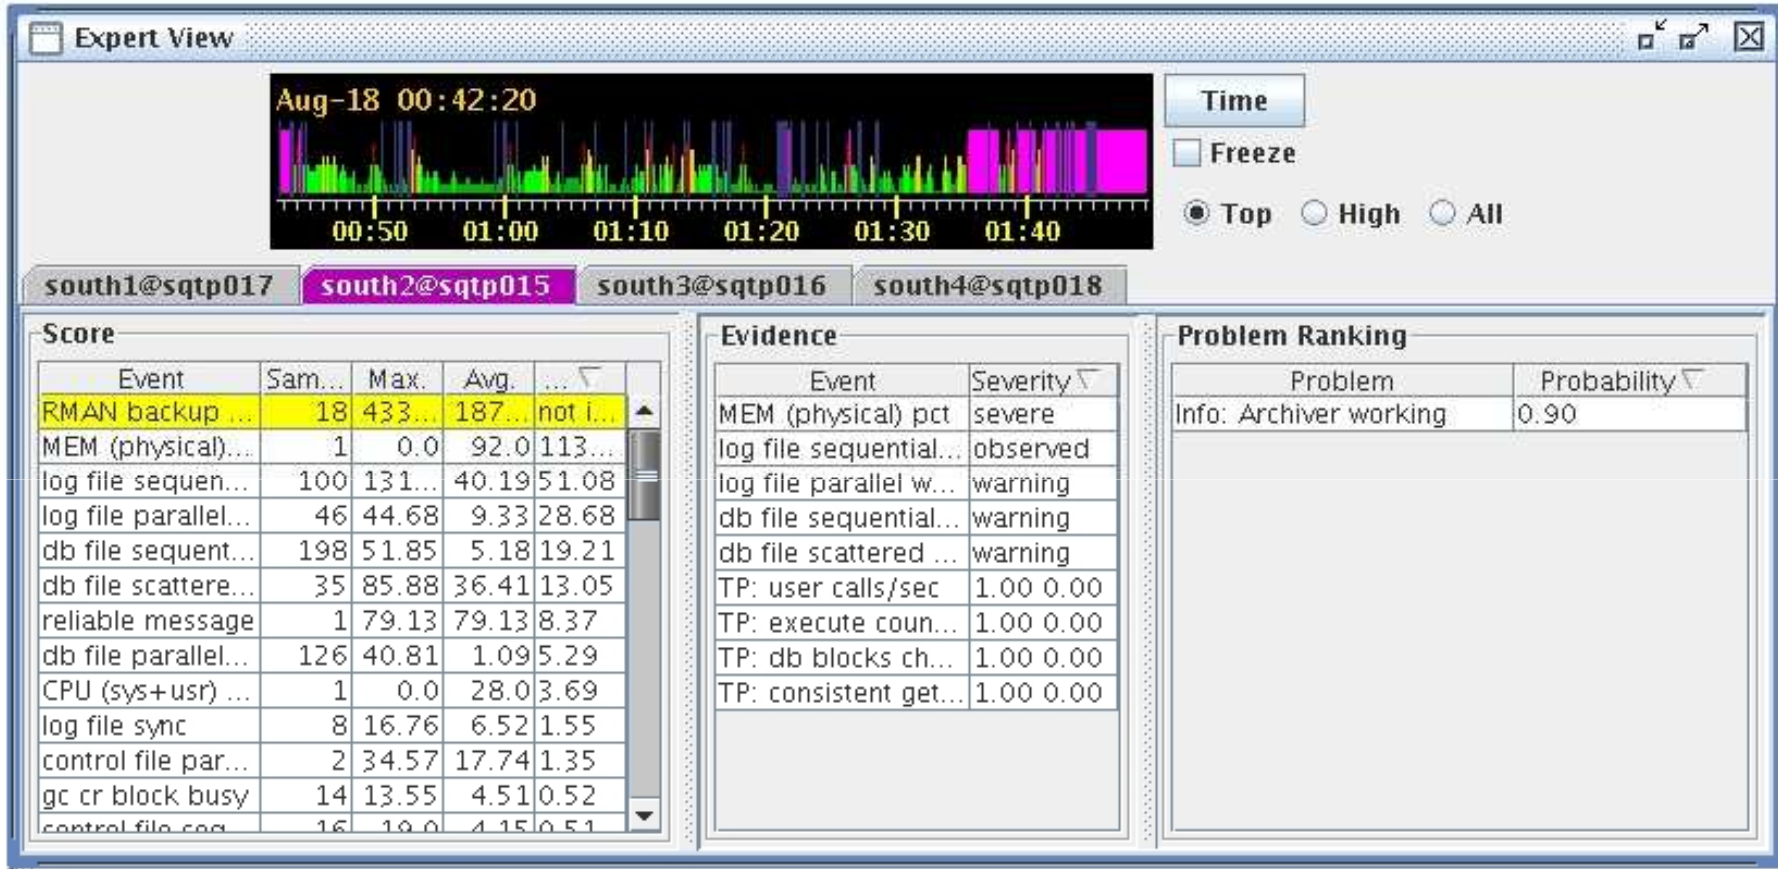 Expert View
Aug-18 00:42:20
00:50 01:00 01:10 01:20 01:30 01:40
Time
Freeze
Top High All
south1@sqtp017 south2@sqtp015 south3@sqtp016 south4@sqtp018
Score
Event Sam... Max. Avg. ...
RMAN backup ... 18 433... 187... not i...
MEM (physical)... 1 0.0 92.0 113...
log file sequen... 100 131... 40.19 51.08
log file parallel... 46 44.68 9.33 28.68
db file sequent... 198 51.85 5.18 19.21
db file scattere... 35 85.88 36.41 13.05
reliable message 1 79.13 79.13 8.37
db file parallel... 126 40.81 1.09 5.29
CPU (sys+usr) ... 1 0.0 28.0 3.69
log file sync 8 16.76 6.52 1.55
control file par... 2 34.57 17.74 1.35
gc cr block busy 14 13.55 4.51 0.52
control file seq... 16 19.0 4.15 0.51
Evidence
Event Severity
MEM (physical) pct severe
log file sequential... observed
log file parallel w... warning
db file sequential... warning
db file scattered ... warning
TP: user calls/sec 1.00 0.00
TP: execute coun... 1.00 0.00
TP: db blocks ch... 1.00 0.00
TP: consistent get... 1.00 0.00
Problem Ranking
Problem Probability
Info: Archiver working 0.90